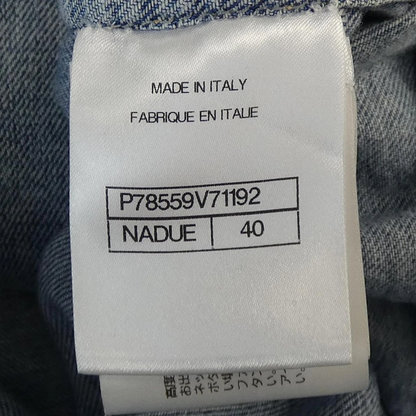 MADE IN ITALY
FABRIQUE EN ITALIE
P78559V71192
NADUE 40